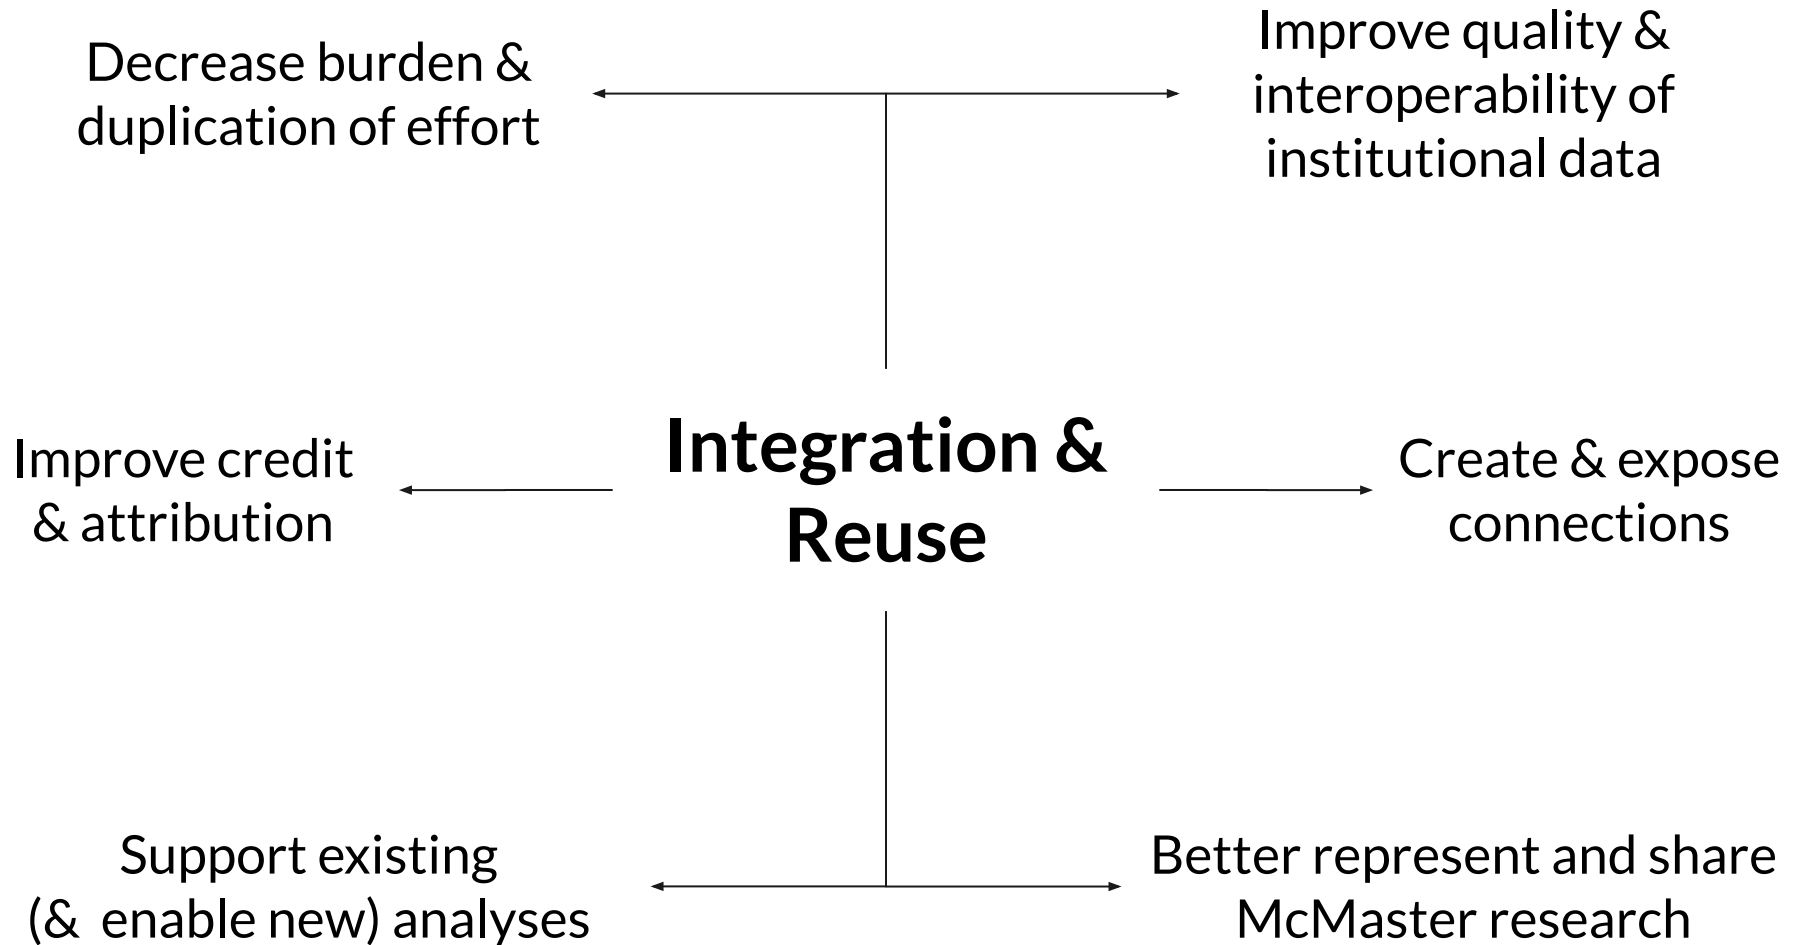 Decrease burden &
duplication of effort
Improve quality &
interoperability of
institutional data
Improve credit
& attribution
Integration &
Reuse
Create & expose
connections
Support existing
(& enable new) analyses
Better represent and share
McMaster research